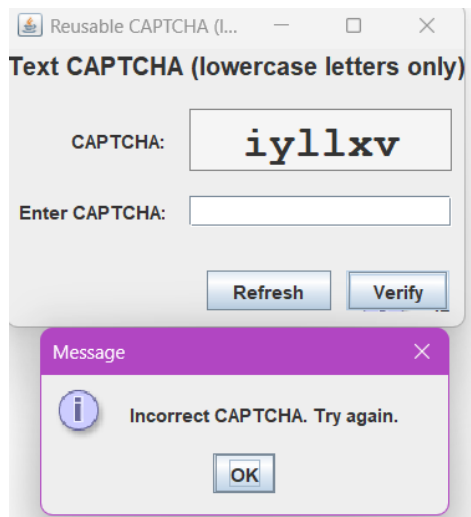 Reusable CAPTCHA (l...
Text CAPTCHA (lowercase letters only)
CAPTCHA: iyllxv
Enter CAPTCHA:
Refresh Verify
Message
Incorrect CAPTCHA. Try again.
OK